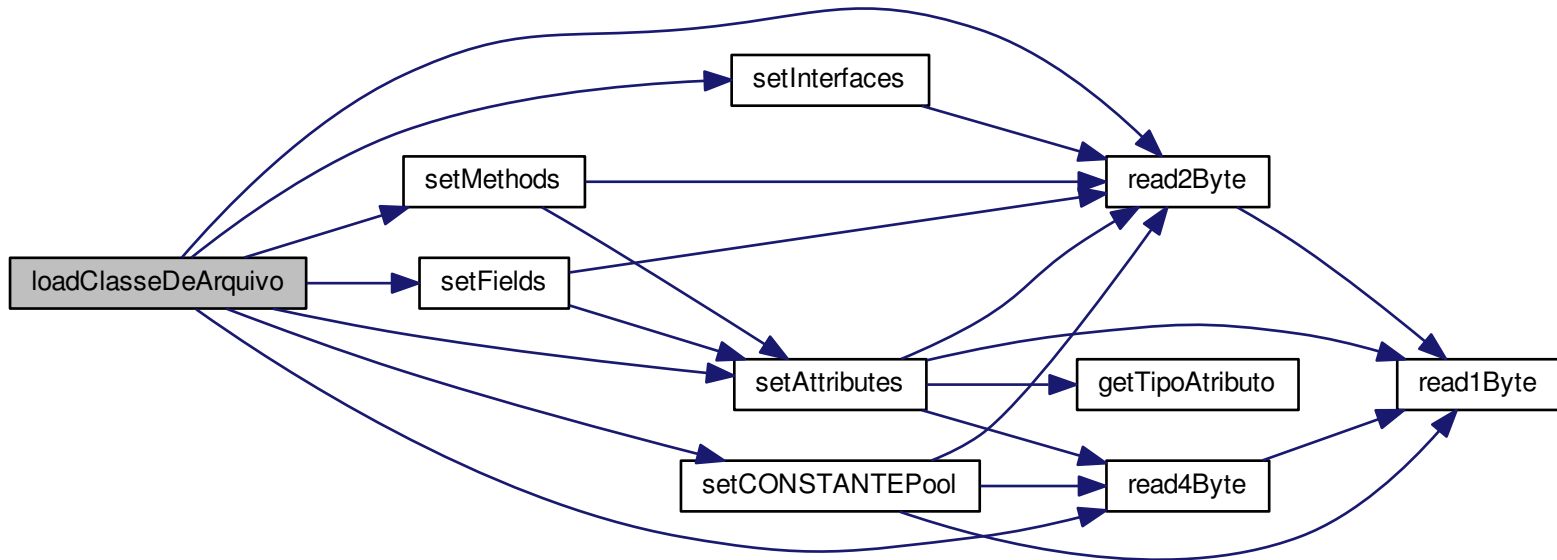 loadClasseDeArquivo
setInterfaces
setMethods
setFields
setAttributes
setCONSTANTEPool
read2Byte
getTipoAtributo
read4Byte
read1Byte